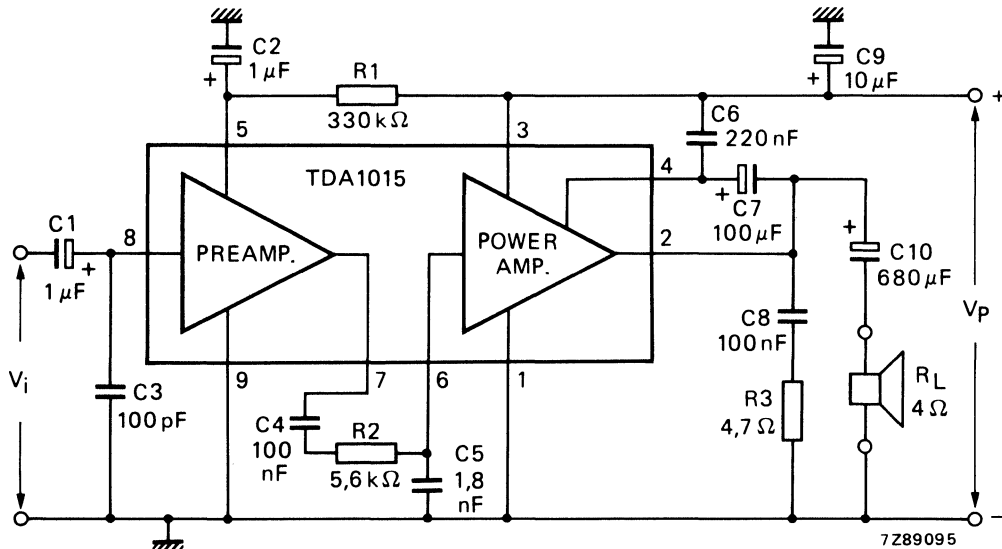 C2
1 μF
+
R1
330 kΩ
C9
10 μF
+
+
5
3
C6
220 nF
TDA1015
4
+
C7
100 μF
C1
8
+
1 μF
PREAMP.
POWER
AMP.
2
+
C10
680 μF
Vi
C3
100 pF
9
7
6
1
C8
100 nF
VP
C4
100
nF
R2
5,6 kΩ
C5
1,8
nF
R3
4,7 Ω
RL
4 Ω
−
7Z89095